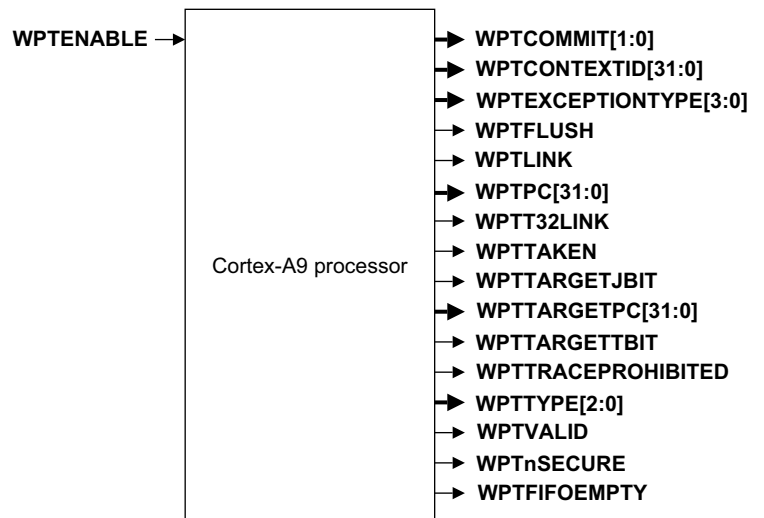 WPTENABLE
WPTCOMMIT[1:0]
WPTCONTEXTID[31:0]
WPTEXCEPTIONTYPE[3:0]
WPTFLUSH
WPTLINK
WPTPC[31:0]
WPTT32LINK
WPTTAKEN
Cortex-A9 processor
WPTTARGETJBIT
WPTTARGETPC[31:0]
WPTTARGETTBIT
WPTTRACEPROHIBITED
WPTTYPE[2:0]
WPTVALID
WPTnSECURE
WPTFIFOEMPTY